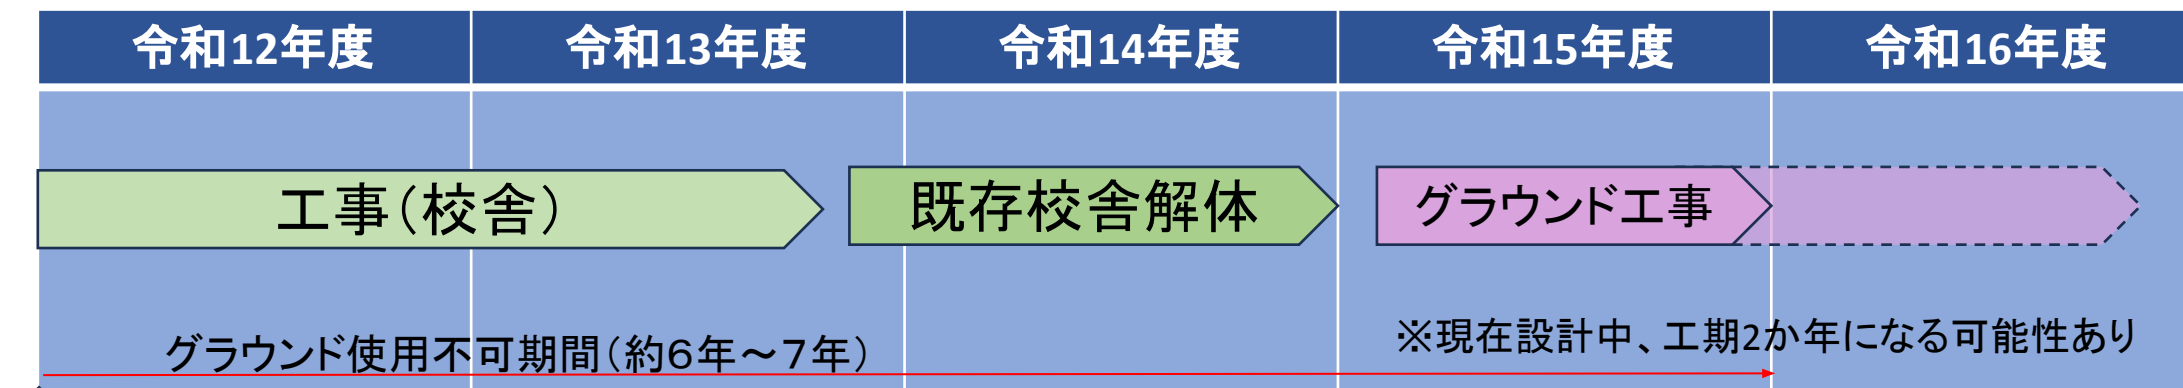 令和12年度 令和13年度 令和14年度 令和15年度 令和16年度
工事（校舎） 既存校舎解体 グラウンド工事
※現在設計中、工期2か年になる可能性あり
グラウンド使用不可期間（約６年～７年）